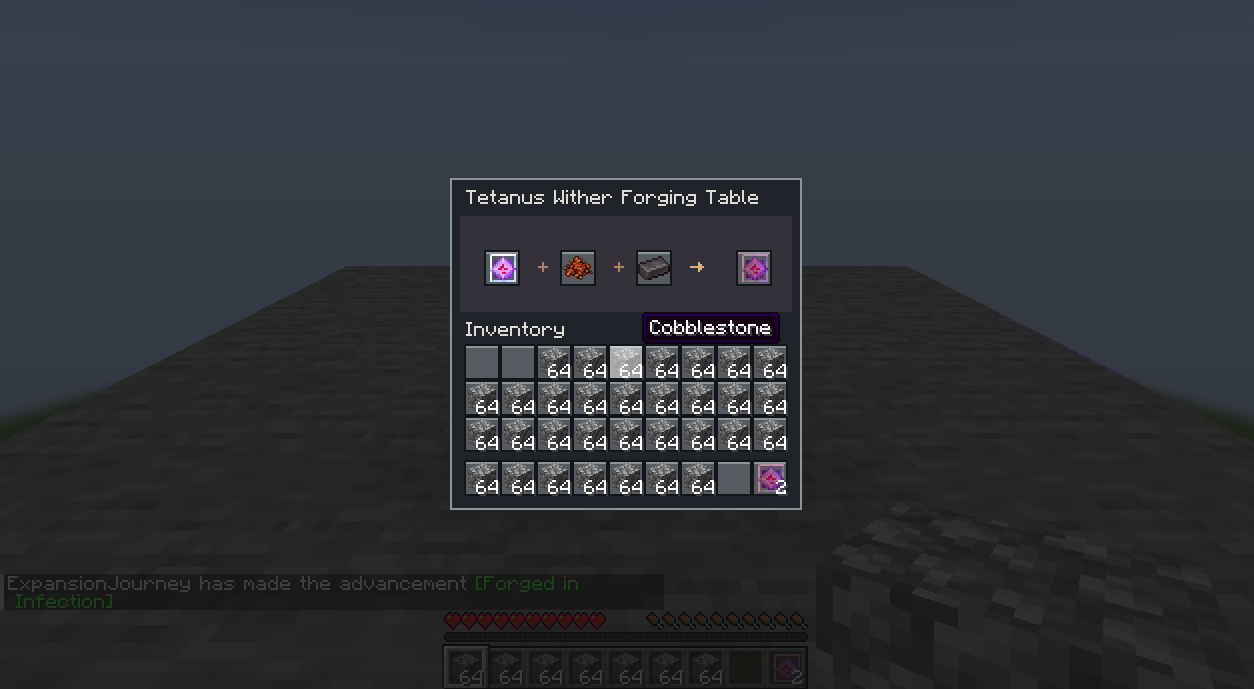 Tetanus Wither Forging Table
+ + →
Inventory
Cobblestone
64 64 64 64 64 64 64
64 64 64 64 64 64 64 64 64
64 64 64 64 64 64 64 64 64
64 64 64 64 64 64 64 2
ExpansionJourney has made the advancement [Forged in
Infection]
64 64 64 64 64 64 64 2